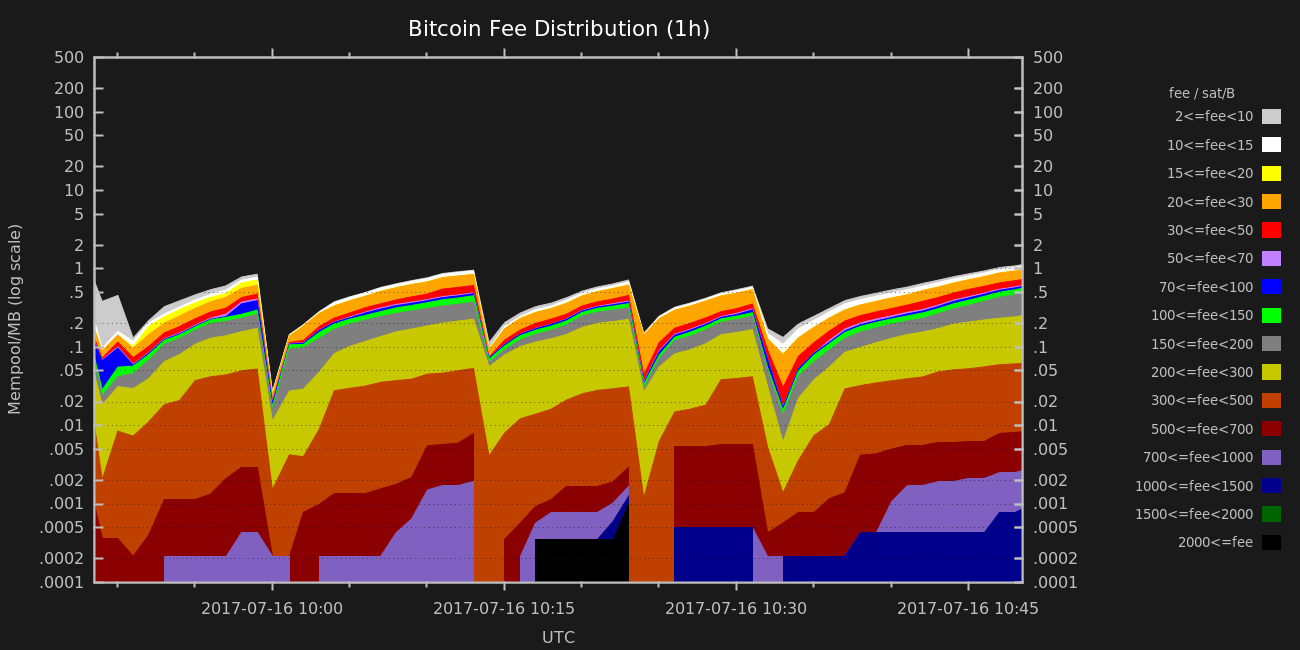 Bitcoin Fee Distribution (1h)
Mempool/MB (log scale)
500
200
100
50
20
10
5
2
1
.5
.2
.1
.05
.02
.01
.005
.002
.001
.0005
.0002
.0001
500
200
100
50
20
10
5
2
1
.5
.2
.1
.05
.02
.01
.005
.002
.001
.0005
.0002
.0001
fee / sat/B
2<=fee<10
10<=fee<15
15<=fee<20
20<=fee<30
30<=fee<50
50<=fee<70
70<=fee<100
100<=fee<150
150<=fee<200
200<=fee<300
300<=fee<500
500<=fee<700
700<=fee<1000
1000<=fee<1500
1500<=fee<2000
2000<=fee
2017-07-16 10:00
2017-07-16 10:15
2017-07-16 10:30
2017-07-16 10:45
UTC